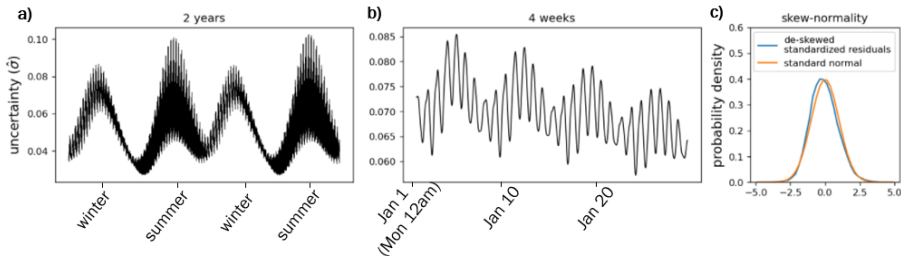 a)
2 years
uncertainty (σ̂)
0.10
0.08
0.06
0.04
winter
summer
winter
summer
b)
4 weeks
0.085
0.080
0.075
0.070
0.065
0.060
Jan 1
(Mon 12am)
Jan 10
Jan 20
c)
skew-normality
probability density
0.6
0.5
0.4
0.3
0.2
0.1
0.0
de-skewed
standardized residuals
standard normal
−5.0
−2.5
0.0
2.5
5.0